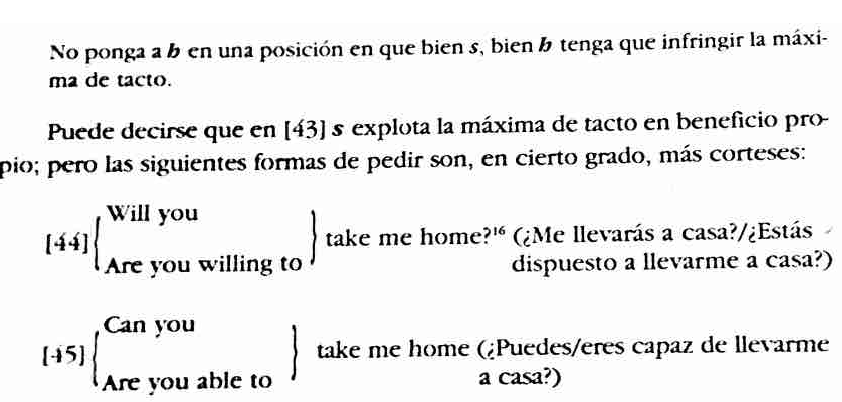 No ponga a h en una posición en que bien s, bien h tenga que infringir la máxi-
ma de tacto.
Puede decirse que en [43] s explota la máxima de tacto en beneficio pro-
pio; pero las siguientes formas de pedir son, en cierto grado, más corteses:
Will you
[44] { } take me home?¹⁶ (¿Me llevarás a casa?/¿Estás
Are you willing to dispuesto a llevarme a casa?)
Can you
[45] { } take me home (¿Puedes/eres capaz de llevarme
Are you able to a casa?)